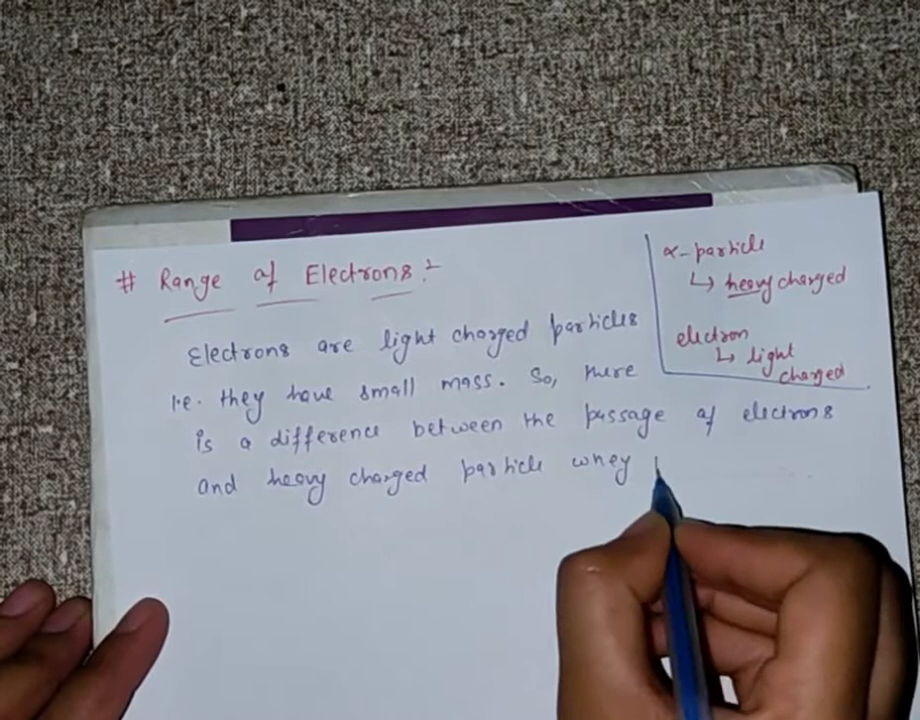 # Range of Electrons :-
α-particle
↳ heavy charged
electron
↳ light
charged
Electrons are light charged particles
i.e. they have small mass. So, there
is a difference between the passage of electrons
and heavy charged particle whey